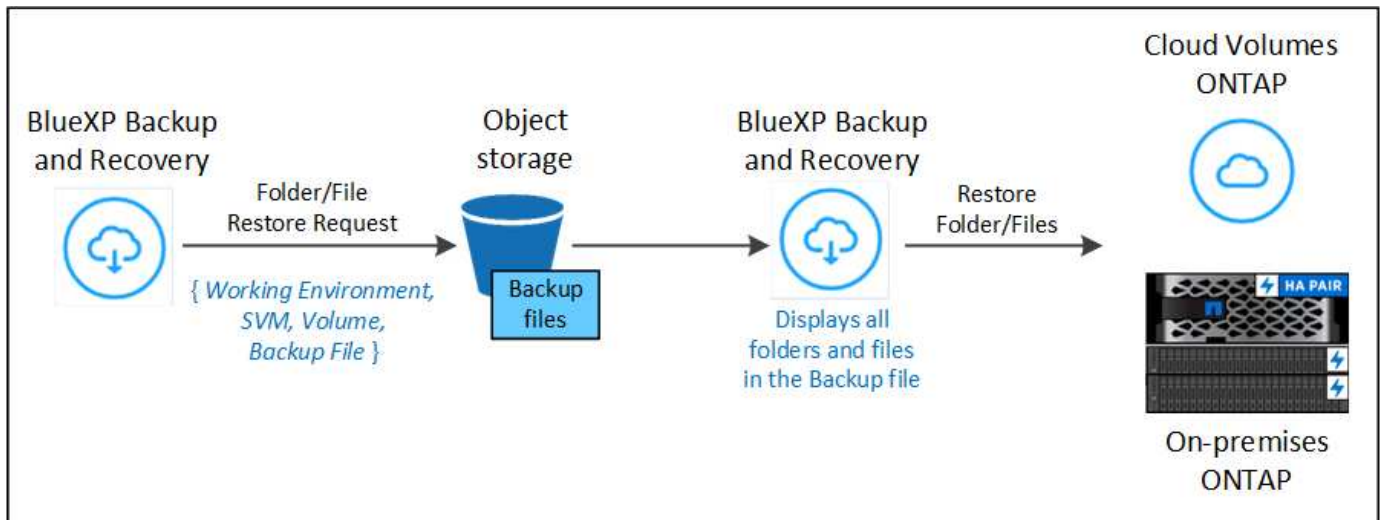 BlueXP Backup
and Recovery
Folder/File
Restore Request
{ Working Environment,
SVM, Volume,
Backup File }
Object
storage
Backup
files
BlueXP Backup
and Recovery
Displays all
folders and files
in the Backup file
Restore
Folder/Files
Cloud Volumes
ONTAP
HA PAIR
On-premises
ONTAP